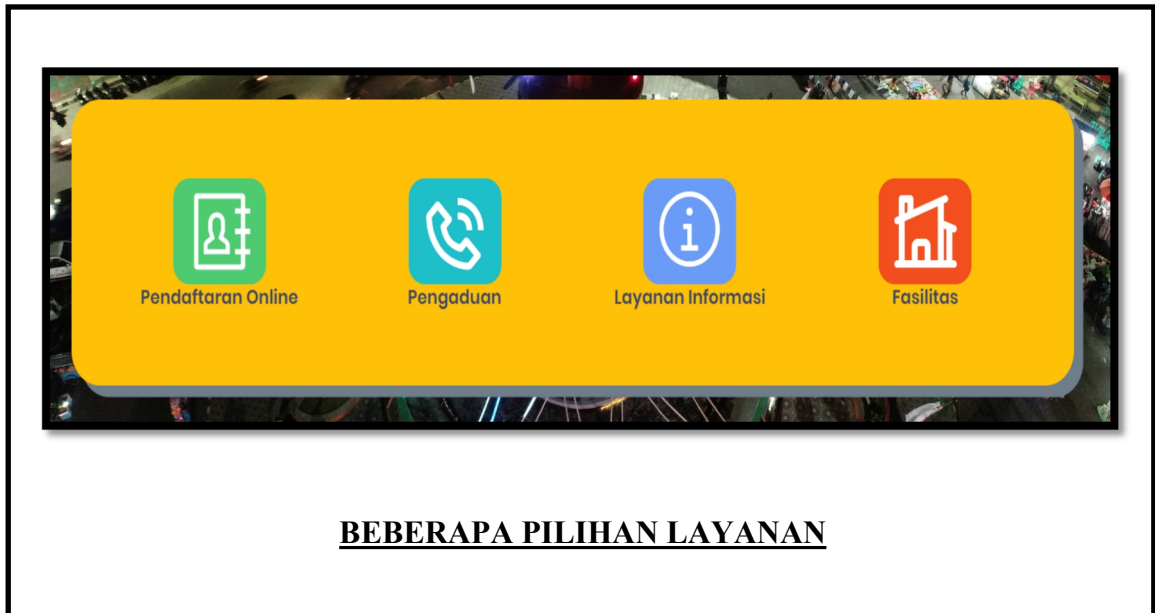 Pendaftaran Online
Pengaduan
Layanan Informasi
Fasilitas
BEBERAPA PILIHAN LAYANAN